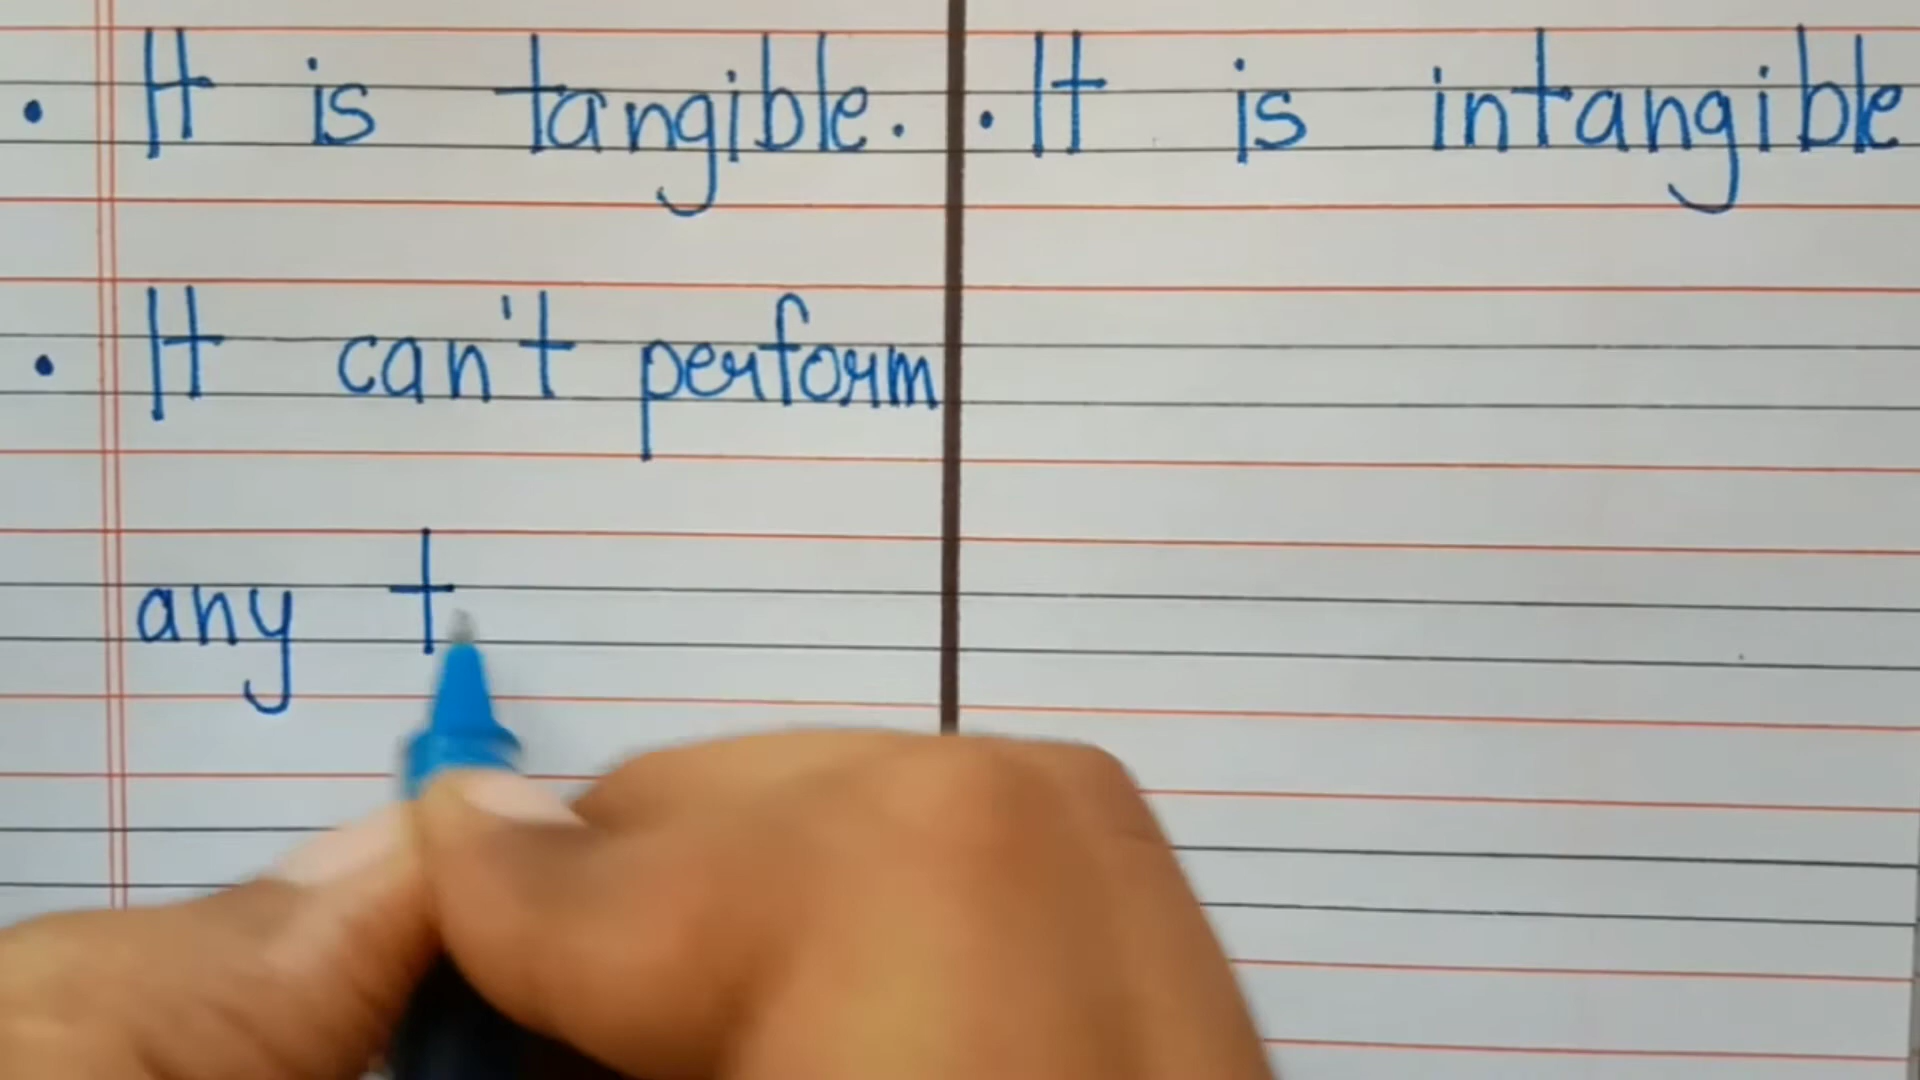 • It is tangible.
• It can't perform
any t
• It is intangible